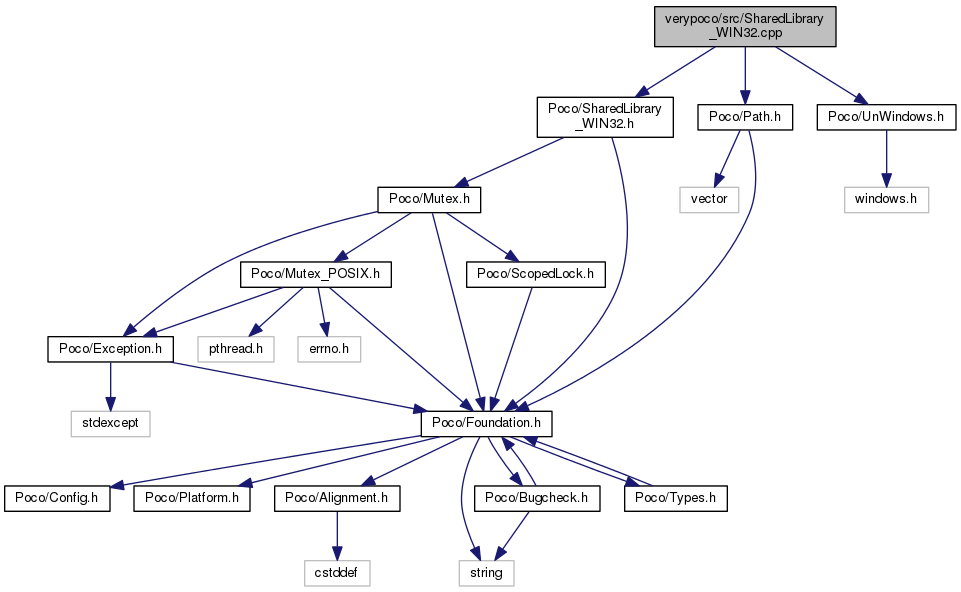 verypoco/src/SharedLibrary
_WIN32.cpp
Poco/SharedLibrary
_WIN32.h
Poco/Path.h
Poco/UnWindows.h
Poco/Mutex.h
vector
windows.h
Poco/Mutex_POSIX.h
Poco/ScopedLock.h
Poco/Exception.h
pthread.h
errno.h
stdexcept
Poco/Foundation.h
Poco/Config.h
Poco/Platform.h
Poco/Alignment.h
Poco/Bugcheck.h
Poco/Types.h
cstddef
string